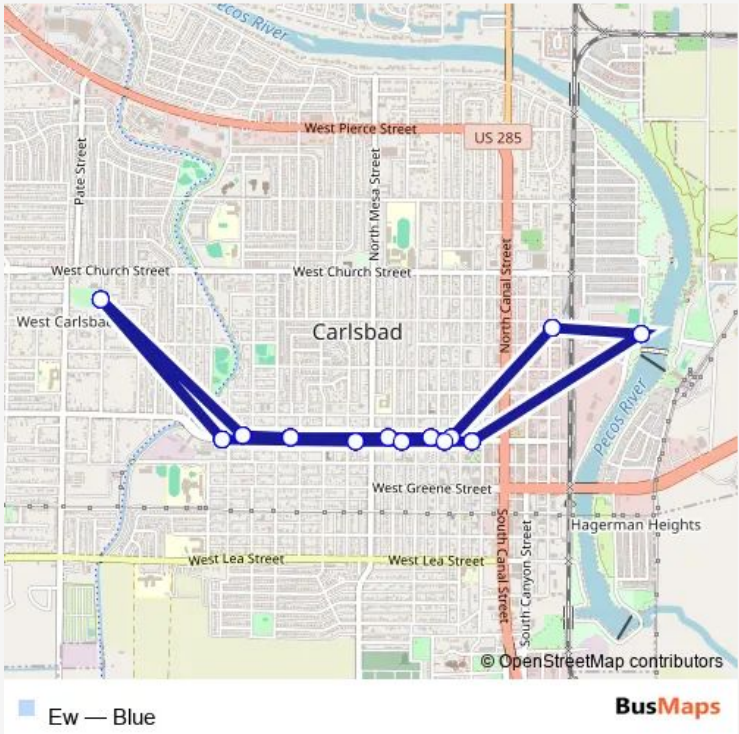 ecos River
West Pierce Street
US 285
Pate Street
North Mesa Street
West Church Street
West Church Street
North Canal Street
West Carlsbad
Carlsbad
Pecos River
West Greene Street
Hagerman Heights
West Lea Street
West Lea Street
South Canal Street
South Canyon Street
© OpenStreetMap contributors
Ew — Blue
BusMaps